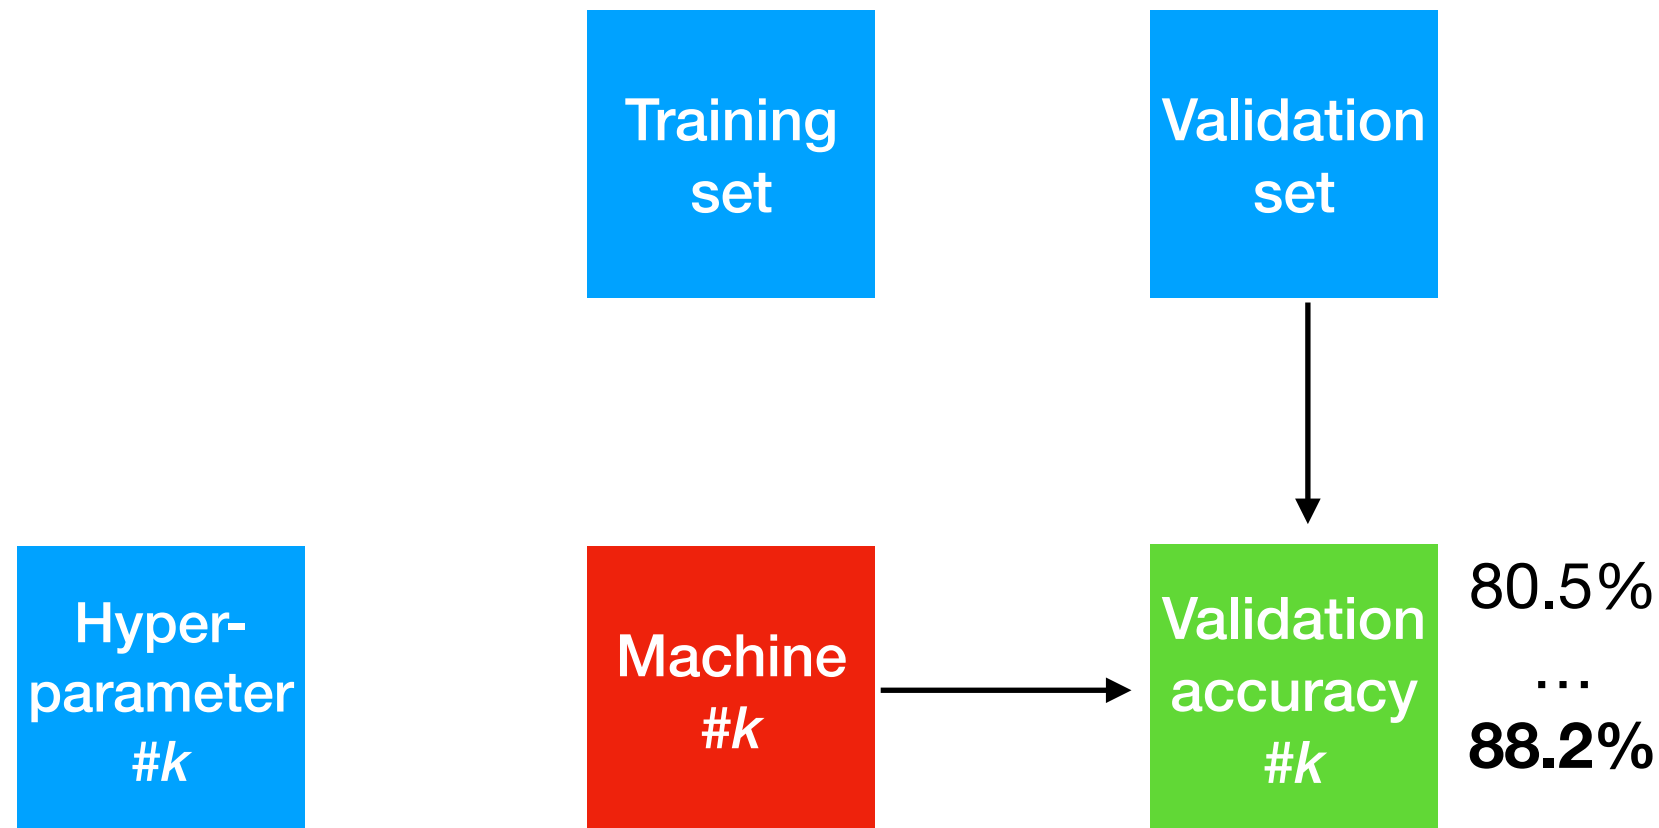 Training
set
Validation
set
Hyper-
parameter
#k
Machine
#k
Validation
accuracy
#k
80.5%
...
88.2%